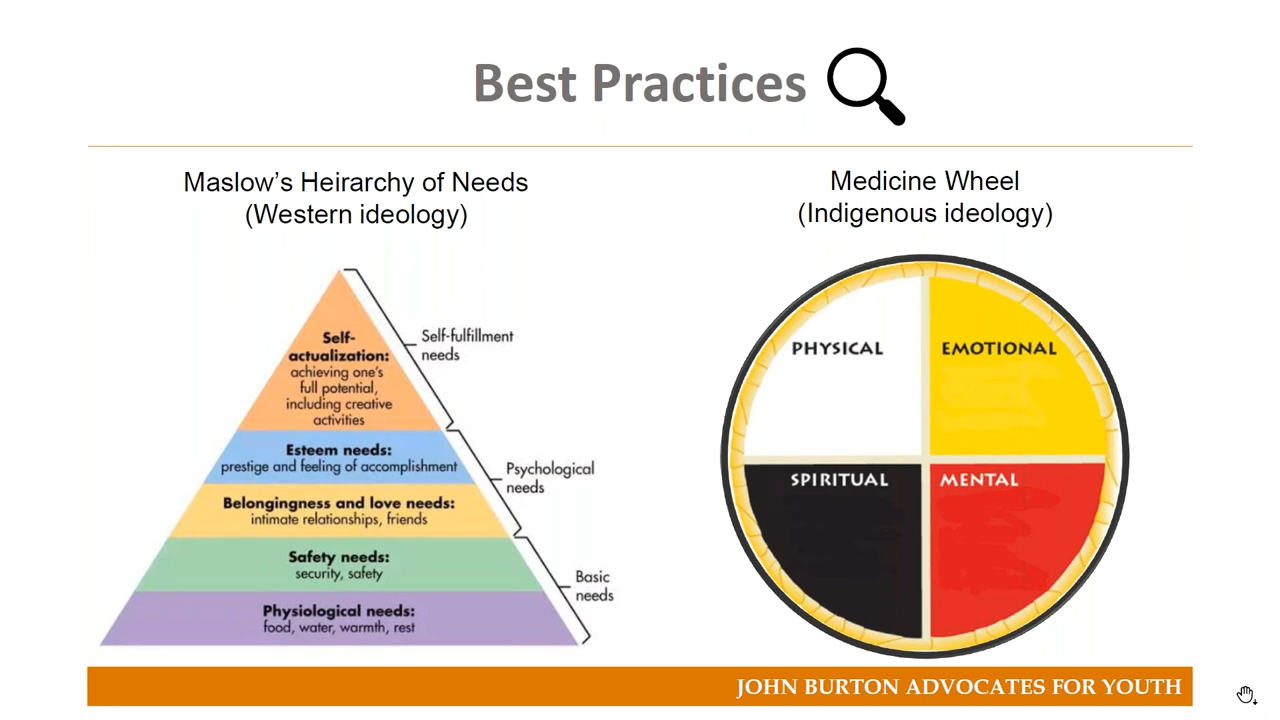 Best Practices
Maslow's Heirarchy of Needs
(Western ideology)
Self-
actualization:
achieving one's
full potential,
including creative
activities
Self-fulfillment
needs
Esteem needs:
prestige and feeling of accomplishment
Psychological
needs
Belongingness and love needs:
intimate relationships, friends
Safety needs:
security, safety
Basic
needs
Physiological needs:
food, water, warmth, rest
Medicine Wheel
(Indigenous ideology)
PHYSICAL
EMOTIONAL
SPIRITUAL
MENTAL
JOHN BURTON ADVOCATES FOR YOUTH